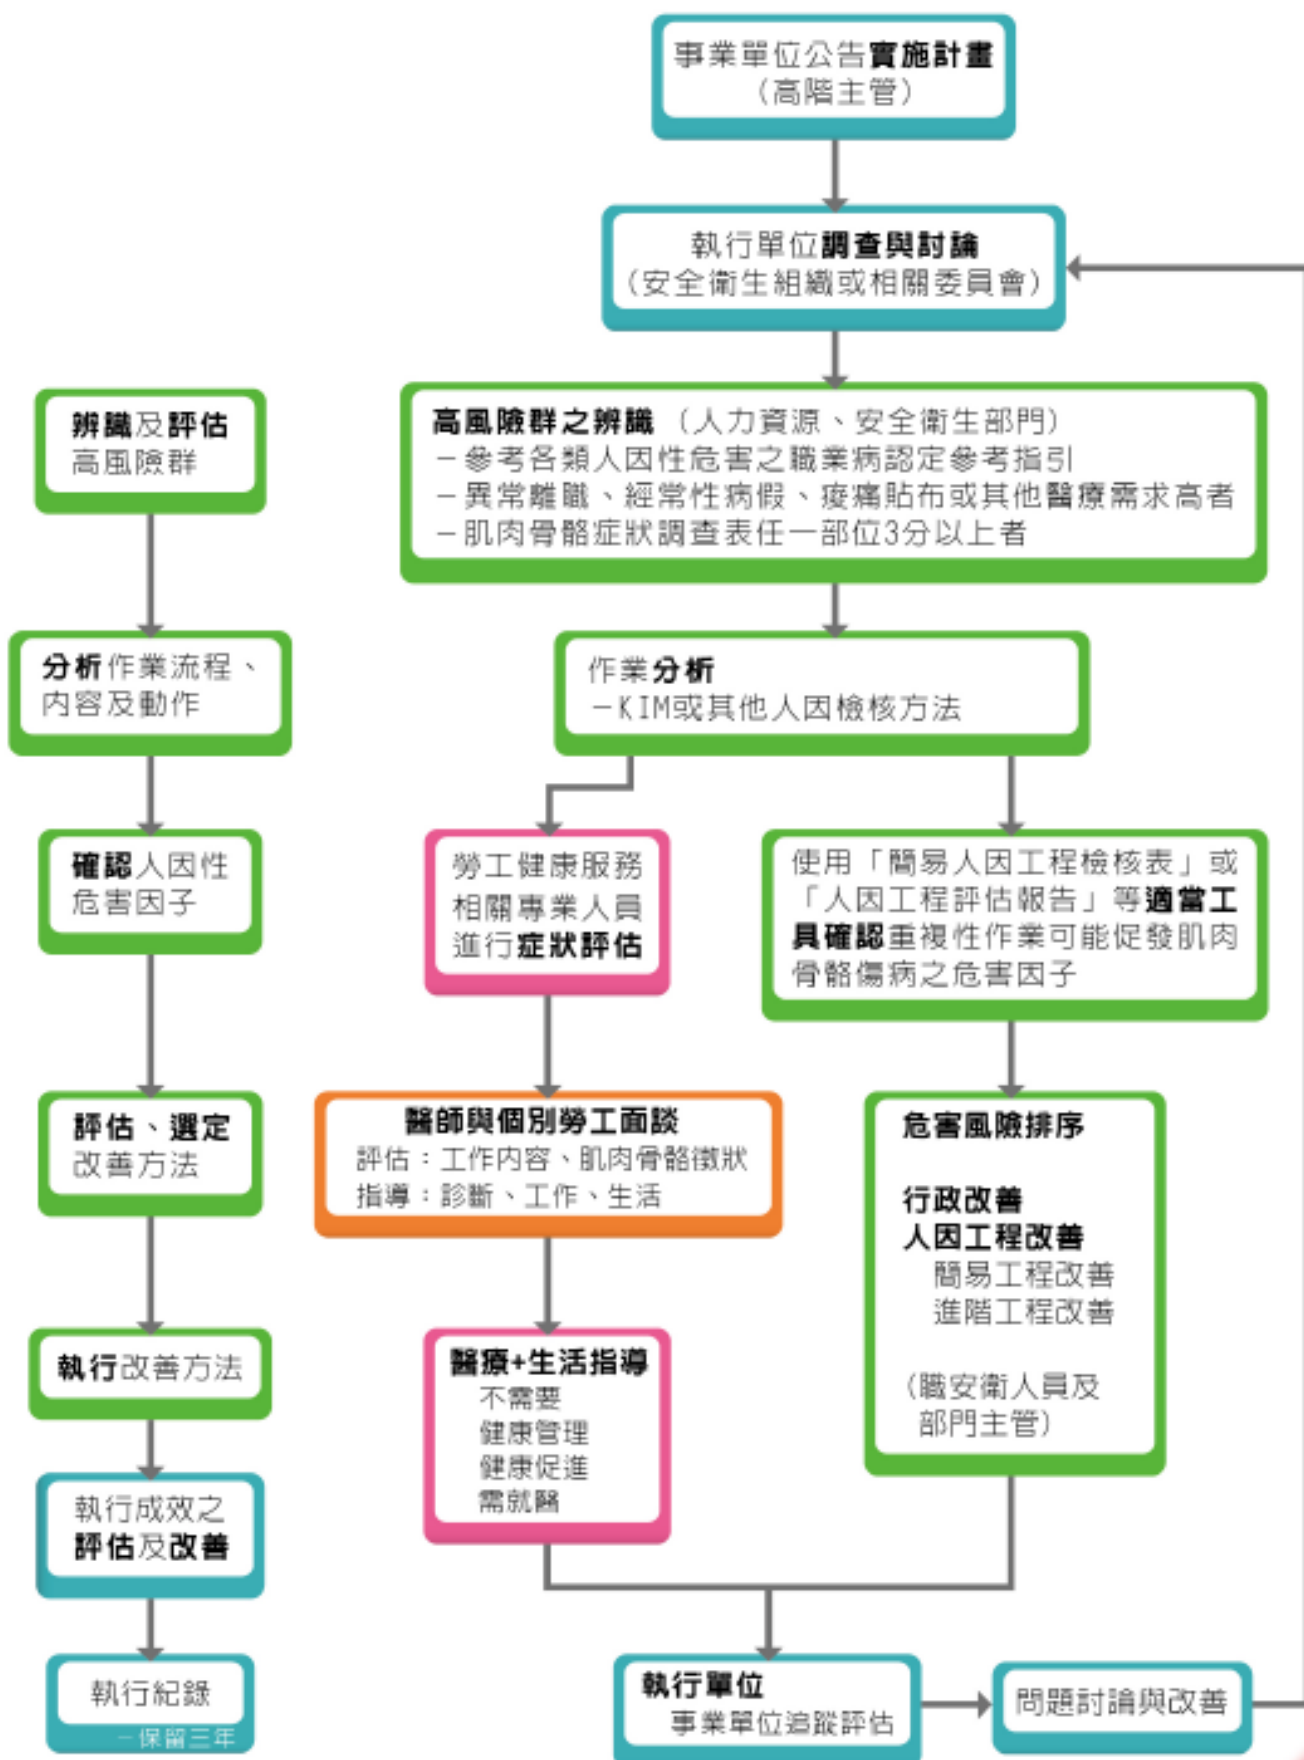 事業單位公告實施計畫
（高階主管）
執行單位調查與討論
（安全衛生組織或相關委員會）
辨識及評估
高風險群
高風險群之辨識（人力資源、安全衛生部門）
－參考各類人因性危害之職業病認定參考指引
－異常離職、經常性病假、痠痛貼布或其他醫療需求高者
－肌肉骨骼症狀調查表任一部位3分以上者
分析作業流程、
內容及動作
作業分析
－KIM或其他人因檢核方法
確認人因性
危害因子
勞工健康服務
相關專業人員
進行症狀評估
使用「簡易人因工程檢核表」或
「人因工程評估報告」等適當工
具確認重複性作業可能促發肌肉
骨骼傷病之危害因子
評估、選定
改善方法
醫師與個別勞工面談
評估：工作內容、肌肉骨骼徵狀
指導：診斷、工作、生活
危害風險排序
行政改善
人因工程改善
簡易工程改善
進階工程改善
（職安衛人員及
部門主管）
執行改善方法
醫療+生活指導
不需要
健康管理
健康促進
需就醫
執行成效之
評估及改善
執行紀錄
－保留三年
執行單位
事業單位追蹤評估
問題討論與改善